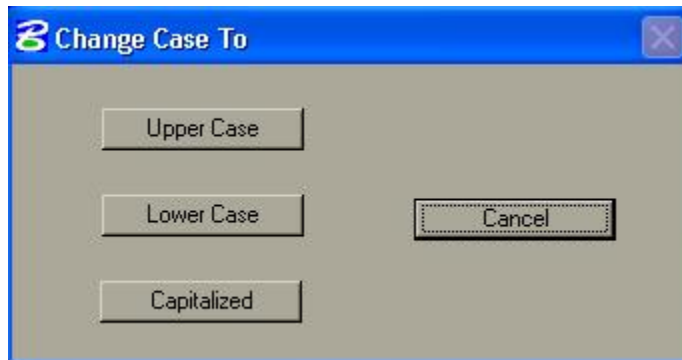 Change Case To
Upper Case
Lower Case
Cancel
Capitalized